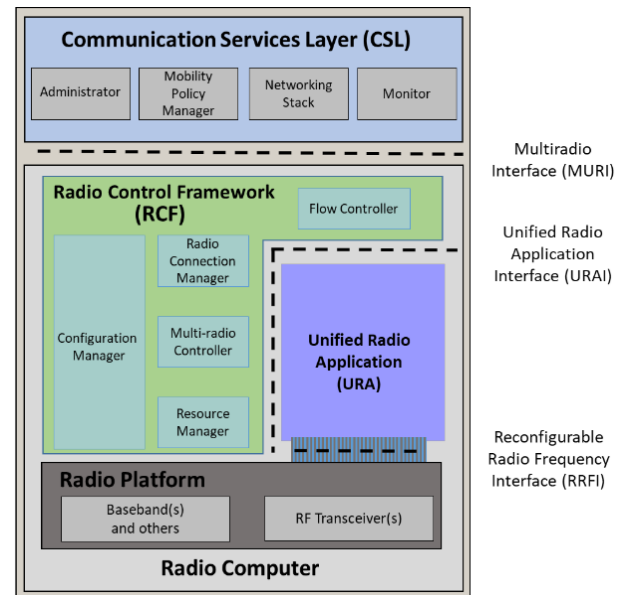 Communication Services Layer (CSL)
Administrator
Mobility
Policy
Manager
Networking
Stack
Monitor
Multiradio
Interface (MURI)
Radio Control Framework
(RCF)
Flow Controller
Unified Radio
Application
Interface (URAI)
Configuration
Manager
Radio
Connection
Manager
Multi-radio
Controller
Resource
Manager
Unified Radio
Application
(URA)
Reconfigurable
Radio Frequency
Interface (RRFI)
Radio Platform
Baseband(s)
and others
RF Transceiver(s)
Radio Computer